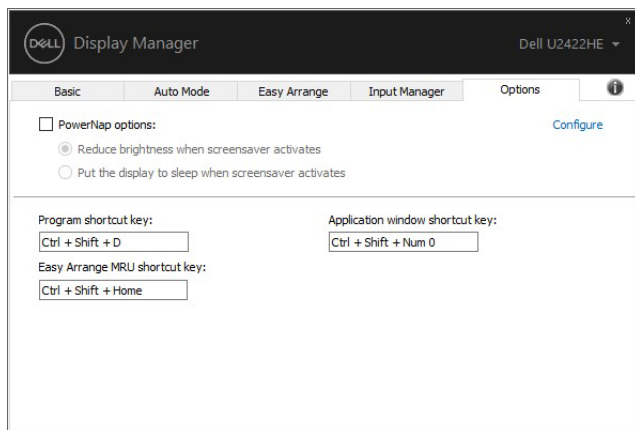 x
DELL Display Manager Dell U2422HE
Basic Auto Mode Easy Arrange Input Manager Options i
PowerNap options: Configure
Reduce brightness when screensaver activates
Put the display to sleep when screensaver activates
Program shortcut key: Application window shortcut key:
Ctrl + Shift + D Ctrl + Shift + Num 0
Easy Arrange MRU shortcut key:
Ctrl + Shift + Home